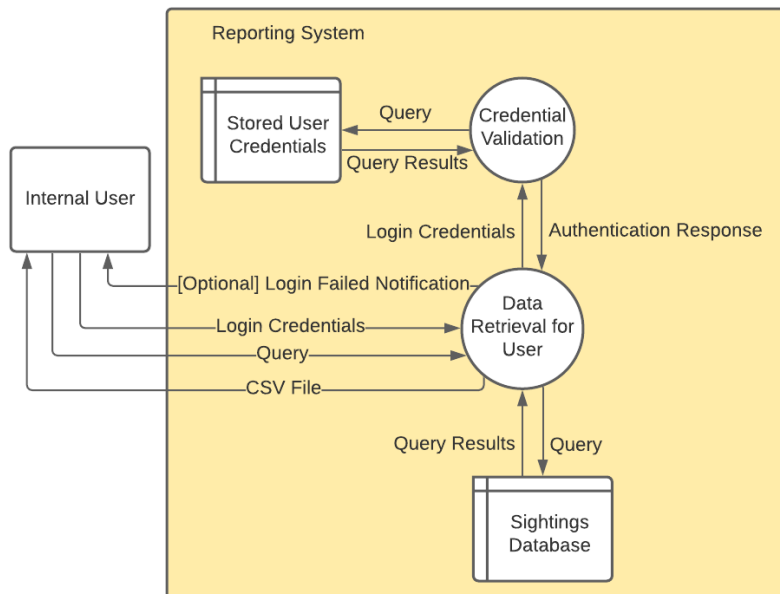 Reporting System
Stored User
Credentials
Query
Query Results
Credential
Validation
Internal User
Login Credentials
Authentication Response
[Optional] Login Failed Notification
Login Credentials
Query
CSV File
Data
Retrieval for
User
Query Results
Query
Sightings
Database